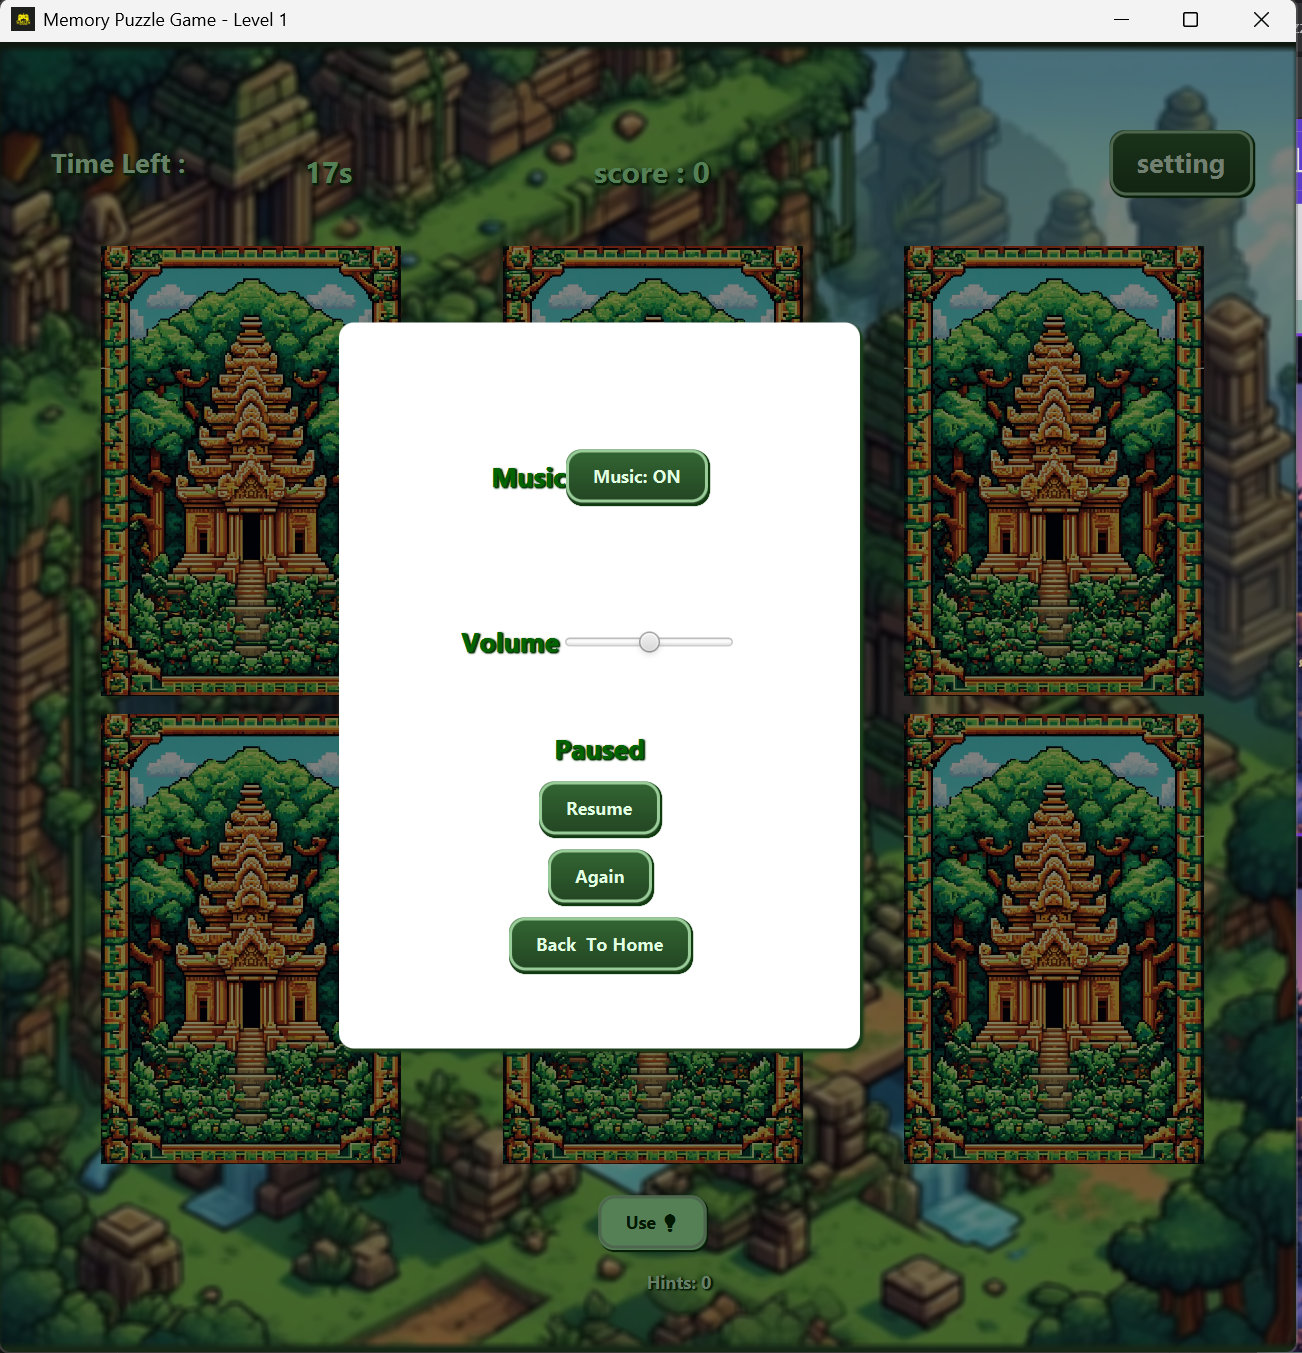 Memory Puzzle Game - Level 1
Time Left :
17s
score : 0
setting
Music
Music: ON
Volume
Paused
Resume
Again
Back  To Home
Use
Hints: 0